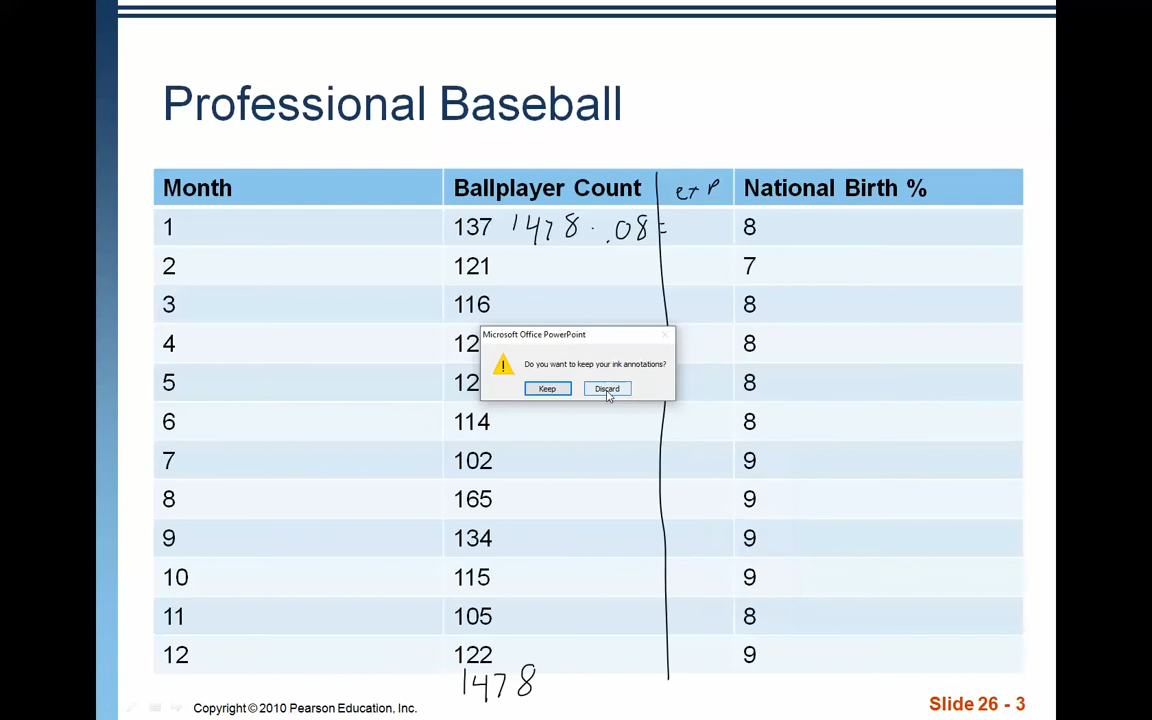 Professional Baseball
Month Ballplayer Count exp National Birth %
1 137 1478 · .08 = 8
2 121 7
3 116 8
4 12 8
5 12 8
6 114 8
7 102 9
8 165 9
9 134 9
10 115 9
11 105 8
12 122 9
1478
Microsoft Office PowerPoint
Do you want to keep your ink annotations?
Keep Discard
Copyright © 2010 Pearson Education, Inc.
Slide 26 - 3